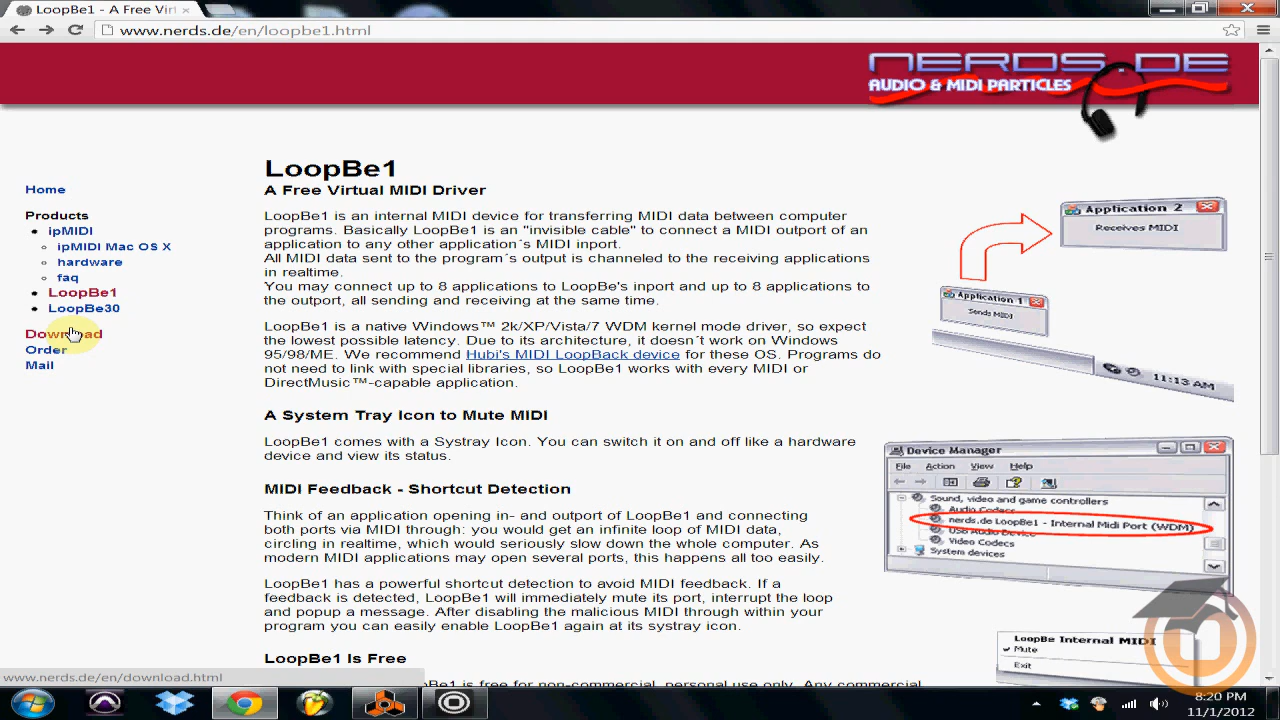 LoopBe1 - A Free Virt
www.nerds.de/en/loopbe1.html
NERDS.DE
AUDIO & MIDI PARTICLES
Home
Products
ipMIDI
ipMIDI Mac OS X
hardware
faq
LoopBe1
LoopBe30
Download
Order
Mail
LoopBe1
A Free Virtual MIDI Driver
LoopBe1 is an internal MIDI device for transferring MIDI data between computer
programs. Basically LoopBe1 is an "invisible cable" to connect a MIDI outport of an
application to any other application´s MIDI inport.
All MIDI data sent to the program´s output is channeled to the receiving applications
in realtime.
You may connect up to 8 applications to LoopBe's inport and up to 8 applications to
the outport, all sending and receiving at the same time.
LoopBe1 is a native Windows™ 2k/XP/Vista/7 WDM kernel mode driver, so expect
the lowest possible latency. Due to its architecture, it doesn´t work on Windows
95/98/ME. We recommend Hubi's MIDI LoopBack device for these OS. Programs do
not need to link with special libraries, so LoopBe1 works with every MIDI or
DirectMusic™-capable application.
A System Tray Icon to Mute MIDI
LoopBe1 comes with a Systray Icon. You can switch it on and off like a hardware
device and view its status.
MIDI Feedback - Shortcut Detection
Think of an application opening in-and outport of LoopBe1 and connecting
both ports via MIDI through: you would get an infinite loop of MIDI data,
circling in realtime, which would seriously slow down the whole computer. As
modern MIDI applications may open several ports, this happens all too easily.
LoopBe1 has a powerful shortcut detection to avoid MIDI feedback. If a
feedback is detected, LoopBe1 will immediately mute its port, interrupt the loop
and popup a message. After disabling the malicious MIDI through within your
program you can easily enable LoopBe1 again at its systray icon.
LoopBe1 Is Free
LoopBe1 is free for non-commercial, personal use only. Any commercial
Application 2
Receives MIDI
Application 1
Sends MIDI
11:13 AM
Device Manager
File Action View Help
Sound, video and game controllers
Audio Codecs
nerds.de LoopBe1 - Internal Midi Port (WDM)
USB Audio Device
Video Codecs
System devices
LoopBe Internal MIDI
Mute
Exit
www.nerds.de/en/download.html
8:20 PM
11/1/2012